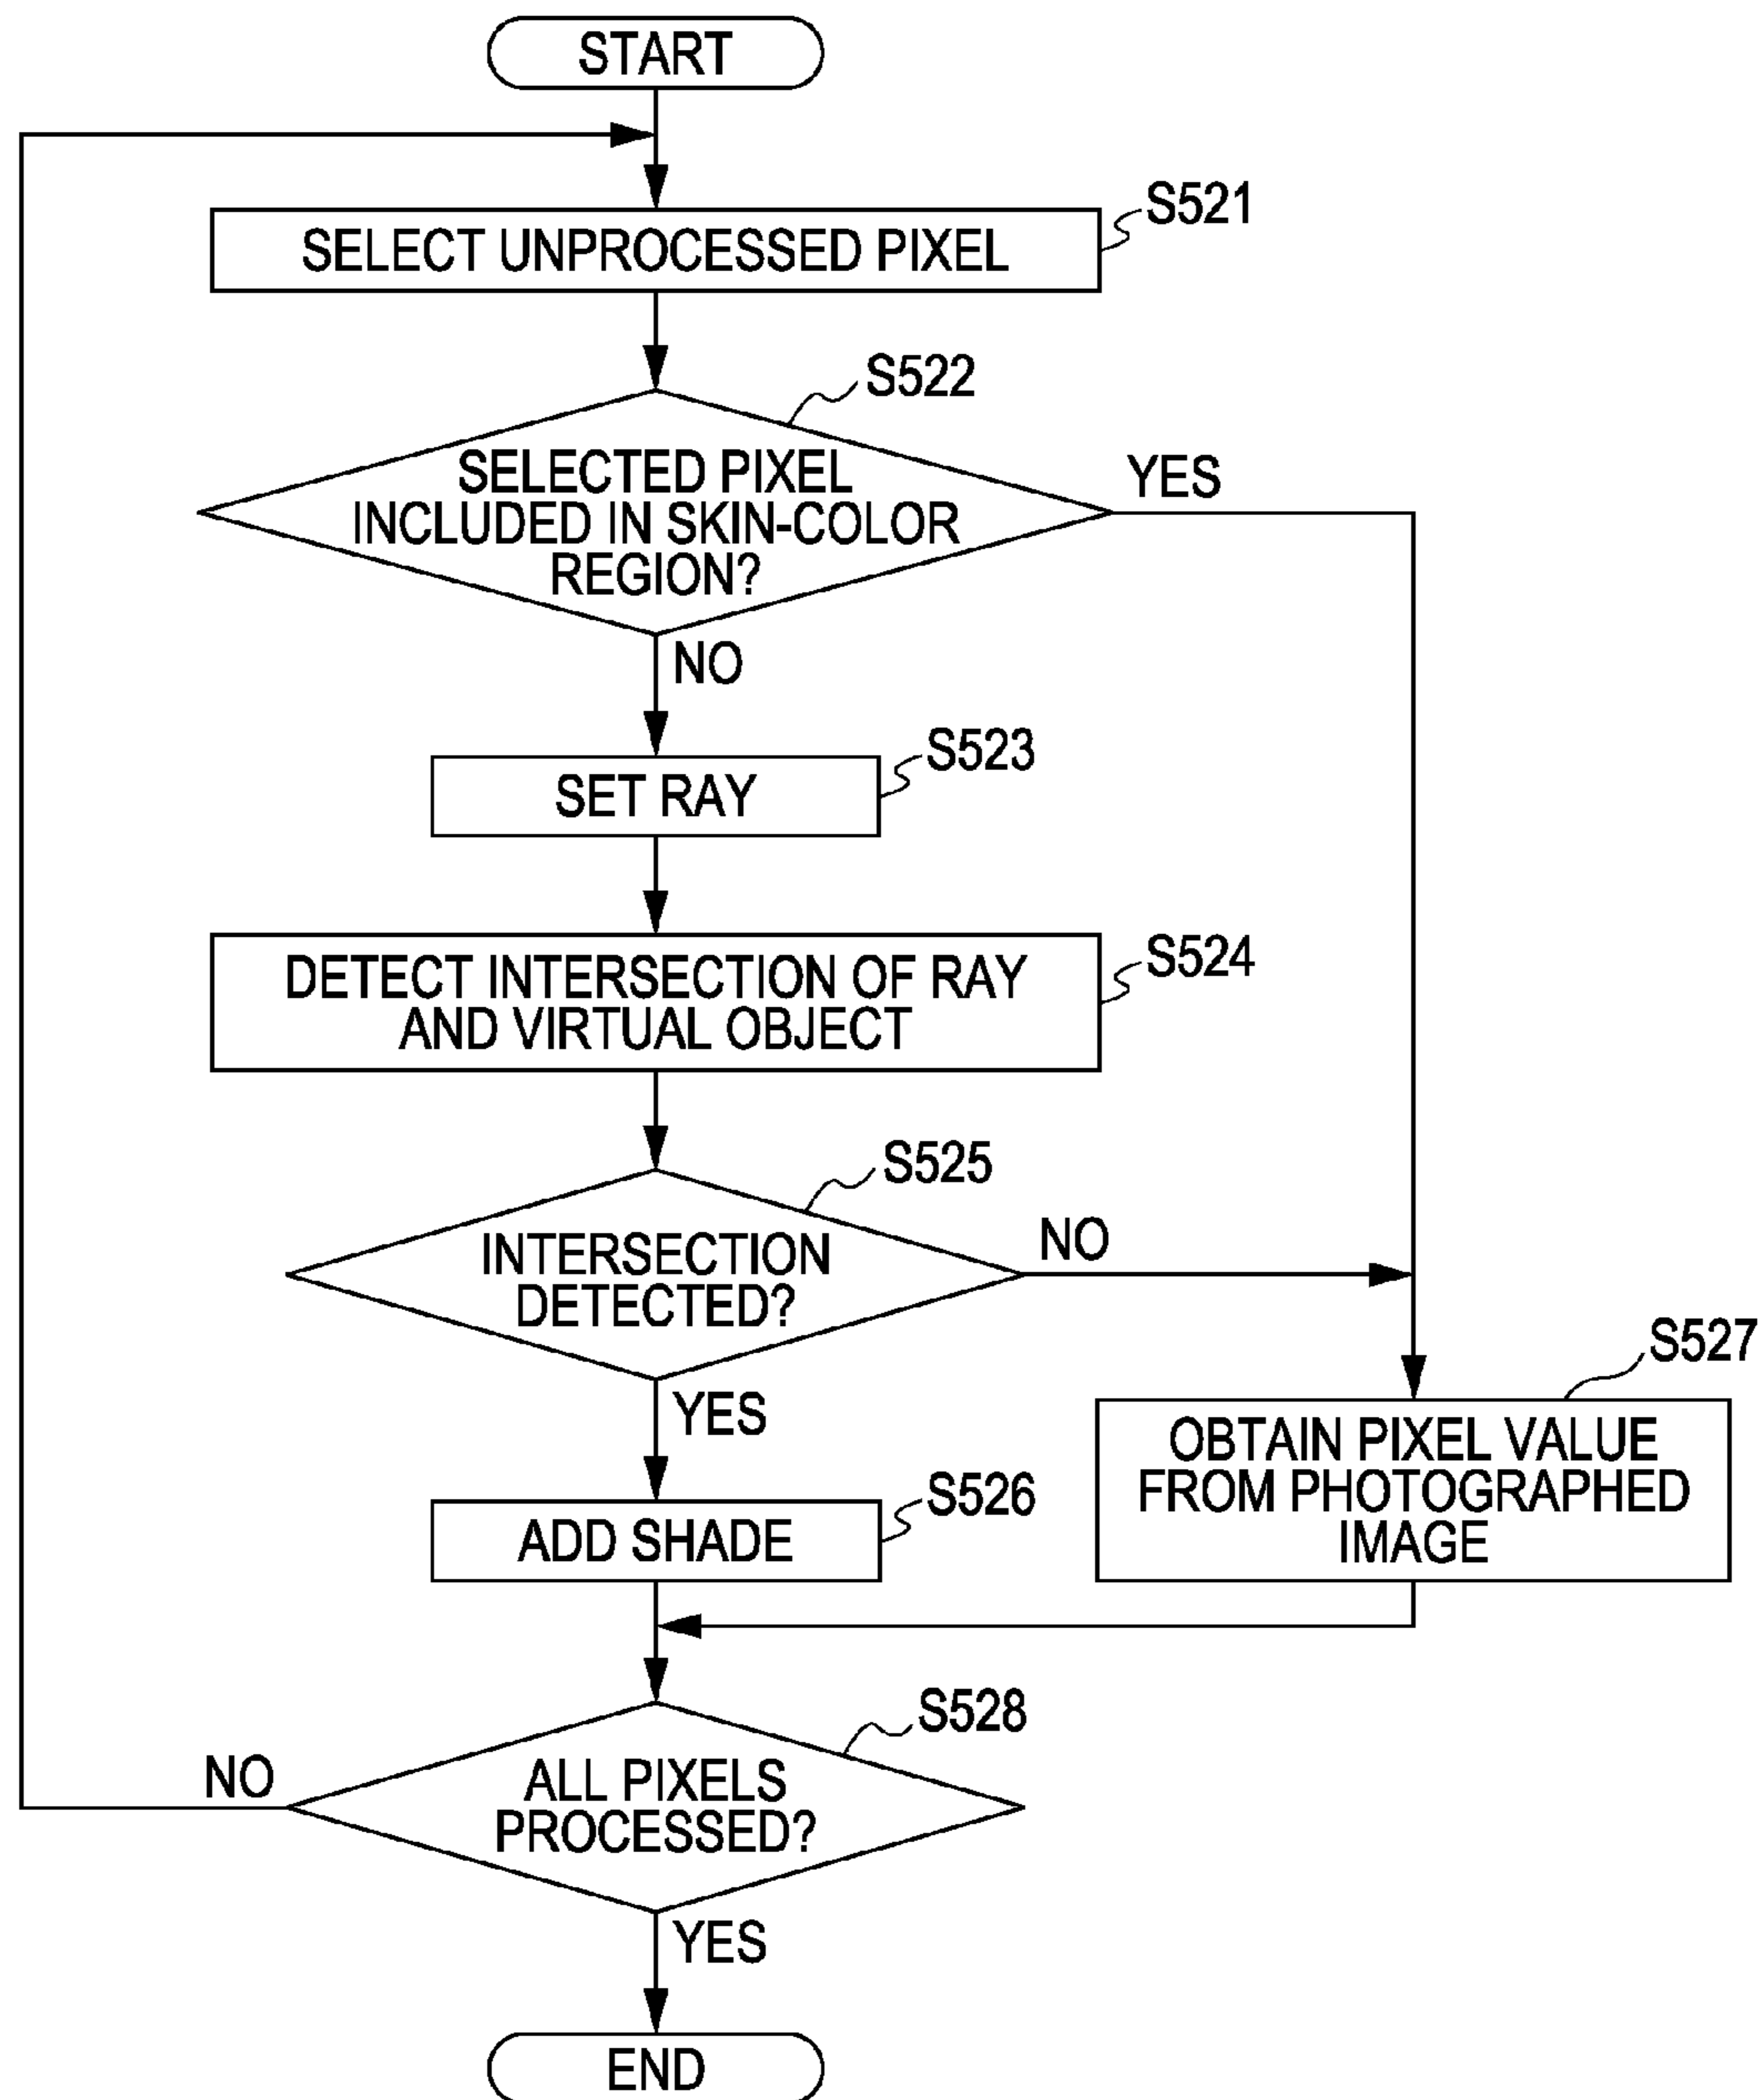 START
S521
SELECT UNPROCESSED PIXEL
S522
SELECTED PIXEL
INCLUDED IN SKIN-COLOR
REGION?
YES
NO
S523
SET RAY
S524
DETECT INTERSECTION OF RAY
AND VIRTUAL OBJECT
S525
INTERSECTION
DETECTED?
NO
YES
S527
OBTAIN PIXEL VALUE
FROM PHOTOGRAPHED
IMAGE
S526
ADD SHADE
S528
ALL PIXELS
PROCESSED?
NO
YES
END